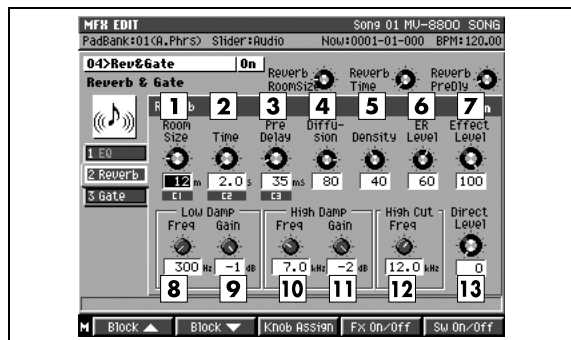 MFX EDIT Song 01 MV-8800 SONG
PadBank:01(A.Phrs) Slider:Audio Now:0001-01-000 BPM:120.00
04>Rev&Gate On
Reverb RoomSize Reverb Time Reverb PreDly
Reverb & Gate
1 2 3 4 5 6 7
Room Size Time Pre Delay Diffu-sion Density ER Level Effect Level
1 EQ
2 Reverb
3 Gate
12 m 2.0 s 35 ms 80 40 60 100
C1 C2 C3
Low Damp High Damp High Cut Direct Level
Freq Gain Freq Gain Freq
300 Hz -1 dB 7.0 kHz -2 dB 12.0 kHz 0
8 9 10 11 12 13
M Block ▲ Block ▼ Knob Assign FX On/Off SW On/Off